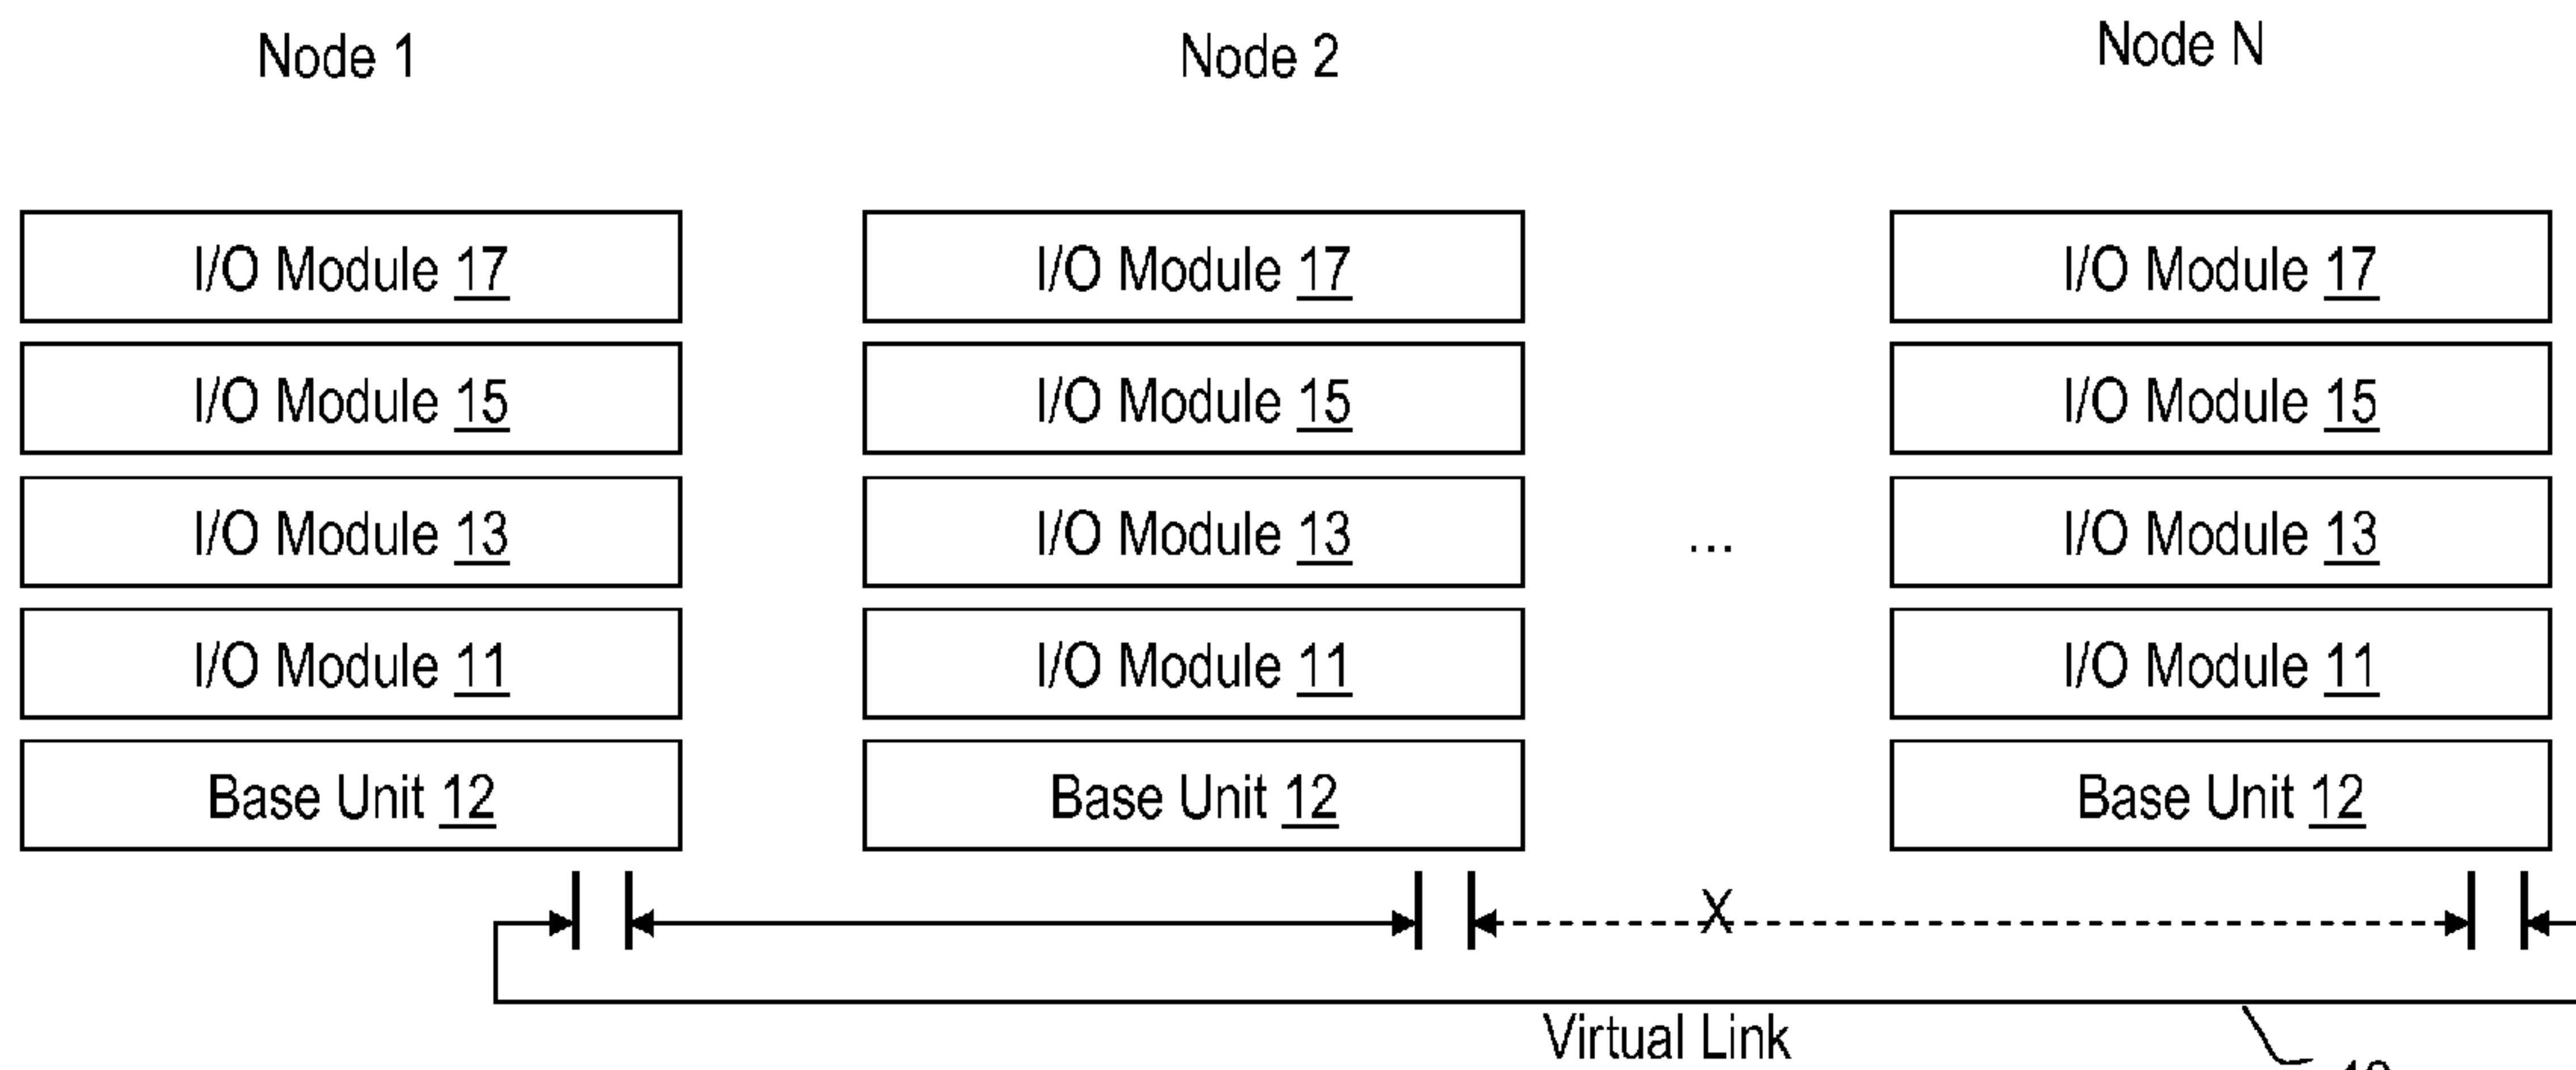 Node 1
Node 2
Node N
I/O Module 17
I/O Module 17
I/O Module 17
I/O Module 15
I/O Module 15
I/O Module 15
I/O Module 13
I/O Module 13
...
I/O Module 13
I/O Module 11
I/O Module 11
I/O Module 11
Base Unit 12
Base Unit 12
Base Unit 12
X
Virtual Link